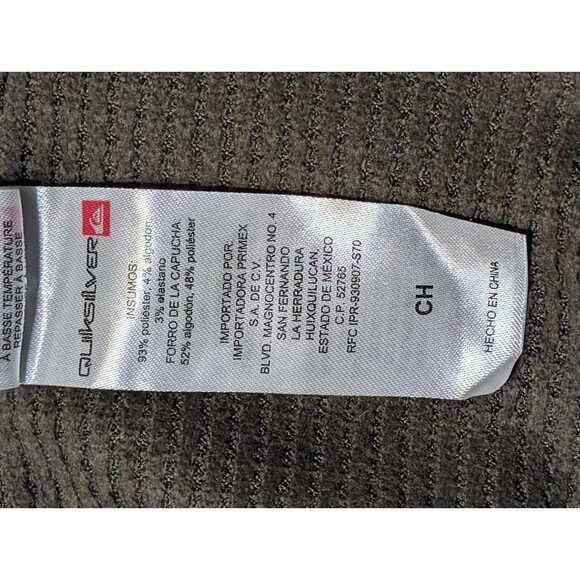 À BASSE TEMPÉRATURE
REPASSER À BASSE
QUIKSILVER
INSUMOS:
93% poliéster, 4% algodón,
3% elastano
FORRO DE LA CAPUCHA:
52% algodón, 48% poliéster
IMPORTADO POR:
IMPORTADORA PRIMEX
S.A. DE C.V.
BLVD. MAGNOCENTRO NO. 4
SAN FERNANDO
LA HERRADURA
HUIXQUILUCAN,
ESTADO DE MÉXICO
C.P. 52765
RFC IPR-930907-S70
CH
HECHO EN CHINA